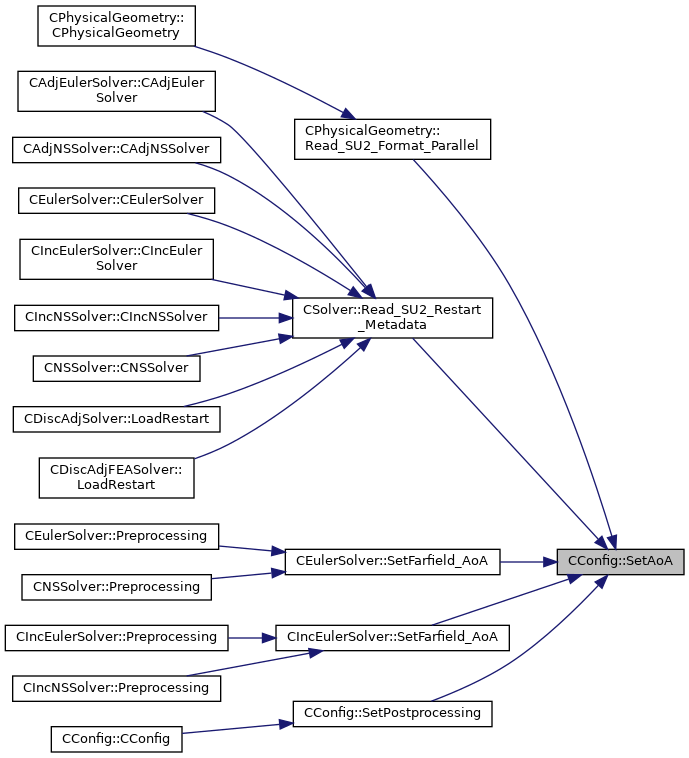 CPhysicalGeometry::
CPhysicalGeometry
CAdjEulerSolver::CAdjEuler
Solver
CPhysicalGeometry::
Read_SU2_Format_Parallel
CAdjNSSolver::CAdjNSSolver
CEulerSolver::CEulerSolver
CIncEulerSolver::CIncEuler
Solver
CSolver::Read_SU2_Restart
_Metadata
CIncNSSolver::CIncNSSolver
CNSSolver::CNSSolver
CDiscAdjSolver::LoadRestart
CDiscAdjFEASolver::
LoadRestart
CEulerSolver::Preprocessing
CEulerSolver::SetFarfield_AoA
CConfig::SetAoA
CNSSolver::Preprocessing
CIncEulerSolver::Preprocessing
CIncEulerSolver::SetFarfield_AoA
CIncNSSolver::Preprocessing
CConfig::SetPostprocessing
CConfig::CConfig